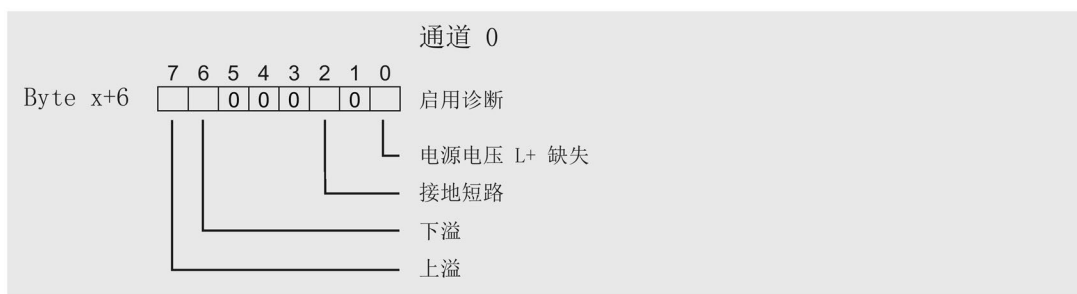 通道 0
7 6 5 4 3 2 1 0
Byte x+6 0 0 0 0 启用诊断
电源电压 L+ 缺失
接地短路
下溢
上溢